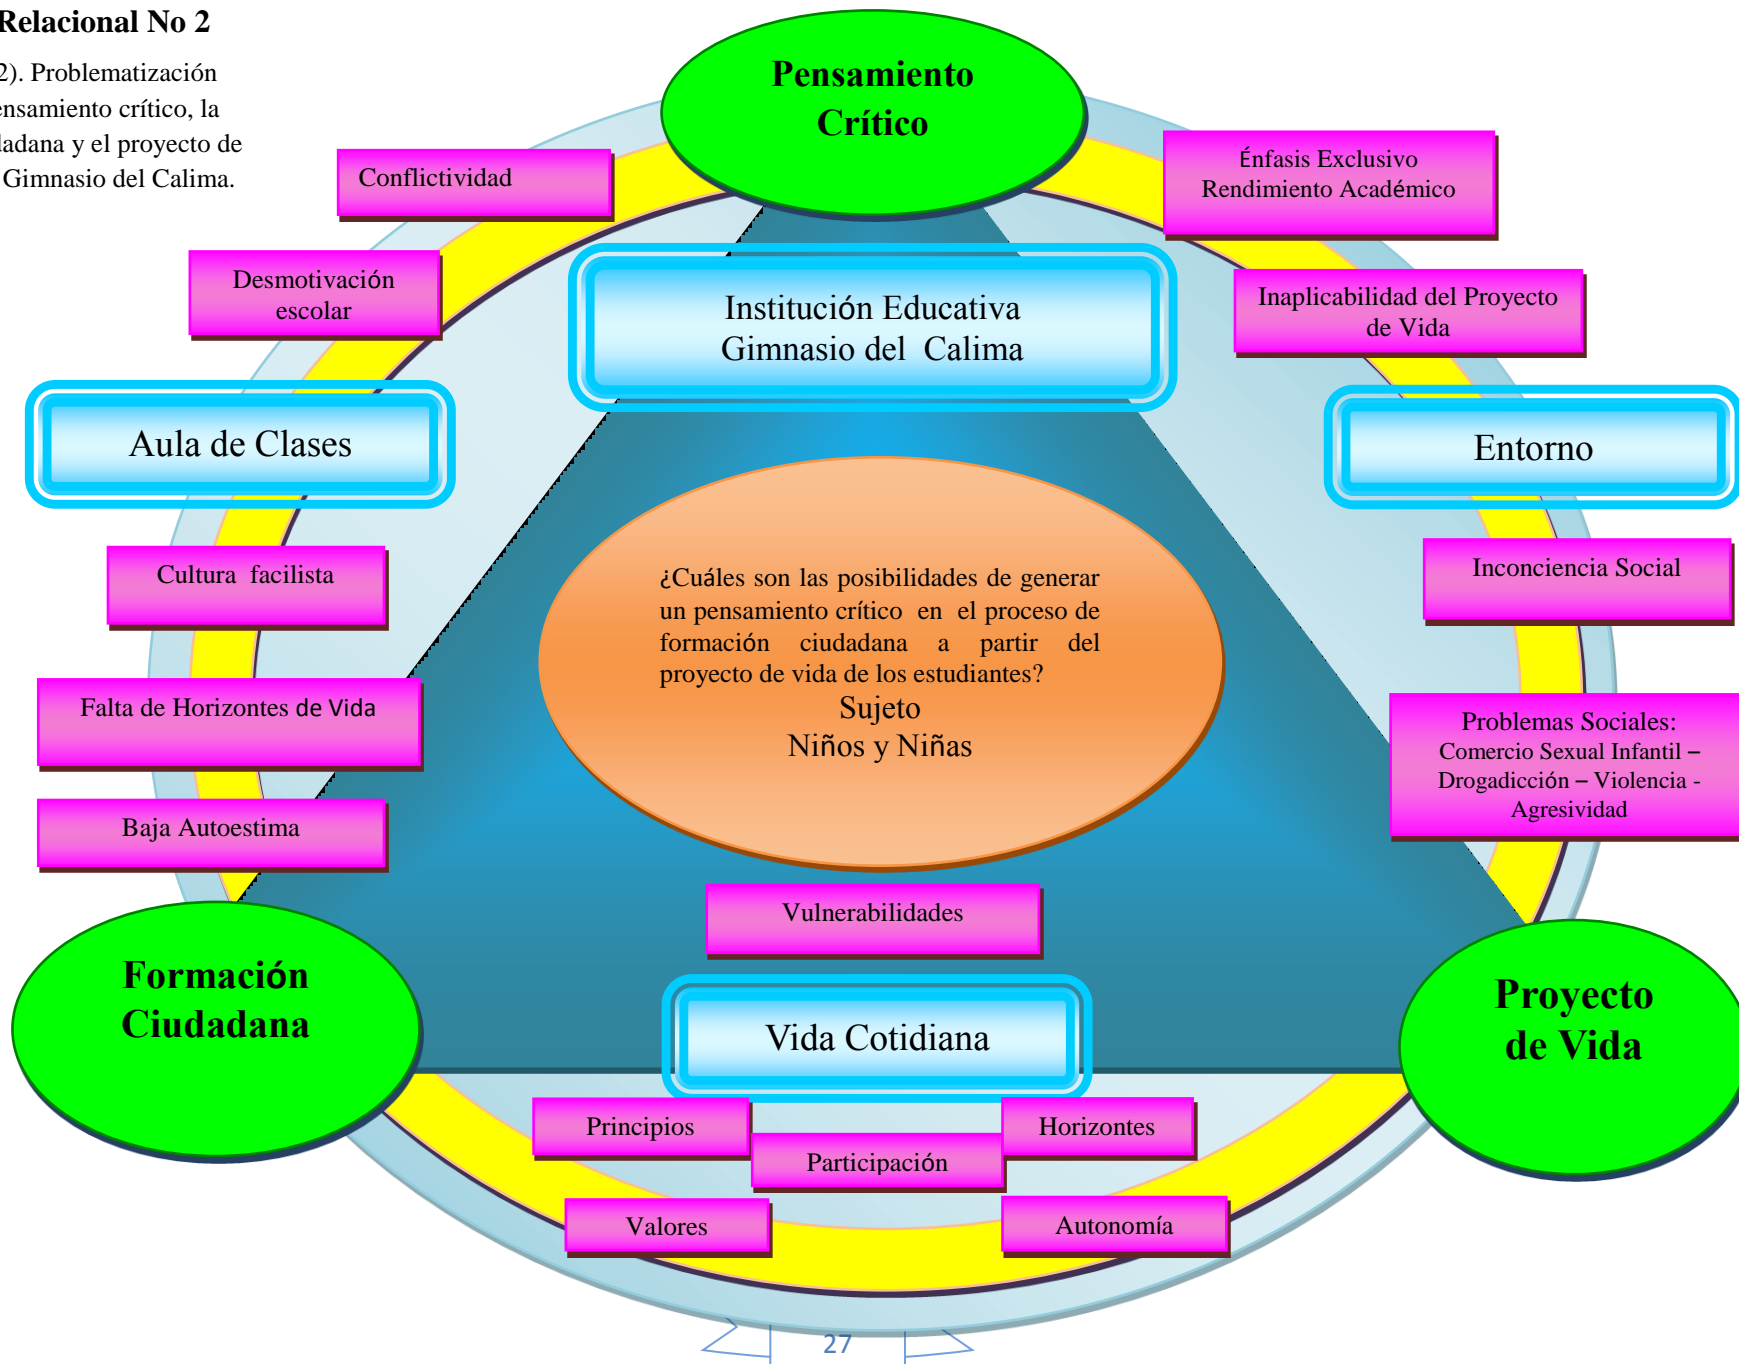 Relacional No 2
2). Problematización
ensamiento crítico, la
dadana y el proyecto de
Gimnasio del Calima.
Pensamiento
Crítico
Conflictividad
Énfasis Exclusivo
Rendimiento Académico
Desmotivación
escolar
Institución Educativa
Gimnasio del Calima
Inaplicabilidad del Proyecto
de Vida
Aula de Clases
Entorno
Cultura facilista
Inconciencia Social
¿Cuáles son las posibilidades de generar
un pensamiento crítico en el proceso de
formación ciudadana a partir del
proyecto de vida de los estudiantes?
Sujeto
Niños y Niñas
Falta de Horizontes de Vida
Problemas Sociales:
Comercio Sexual Infantil –
Drogadicción – Violencia -
Agresividad
Baja Autoestima
Vulnerabilidades
Formación
Ciudadana
Vida Cotidiana
Proyecto
de Vida
Principios
Horizontes
Participación
Valores
Autonomía
27